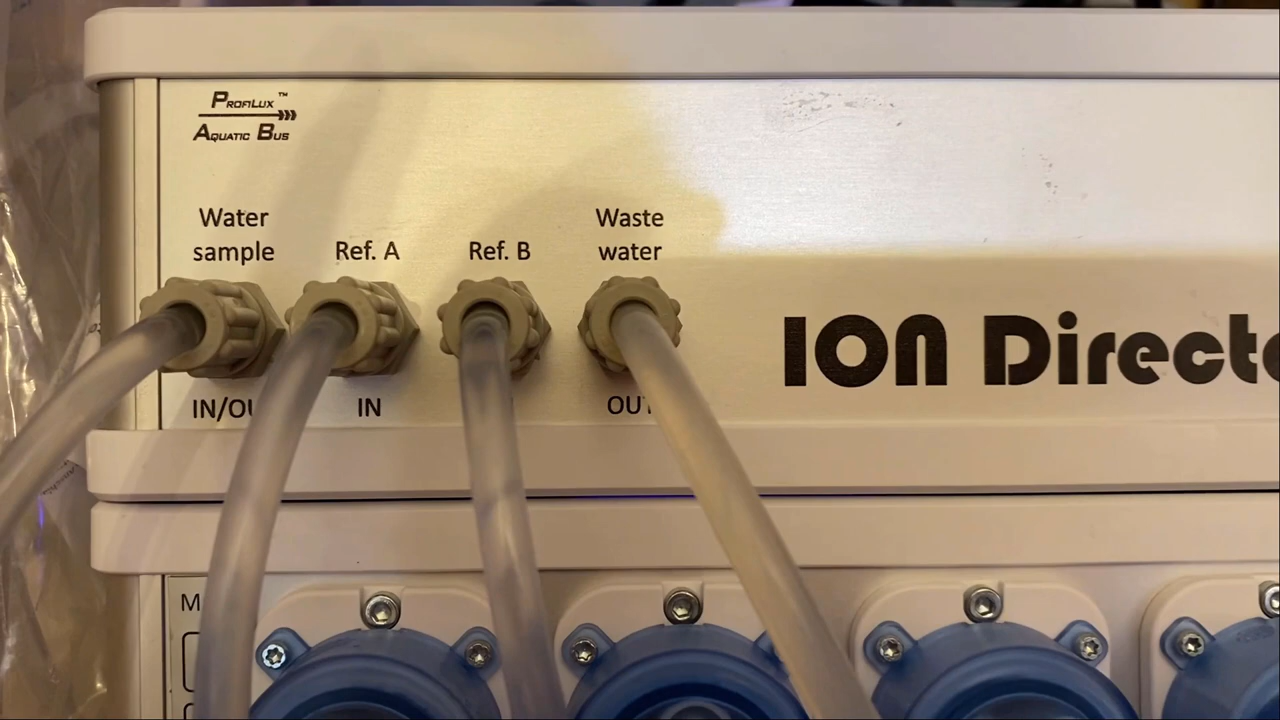 PROFILUX™
AQUATIC BUS
Water
sample
Ref. A
Ref. B
Waste
water
ION Directo
IN/OU
IN
OUT
M